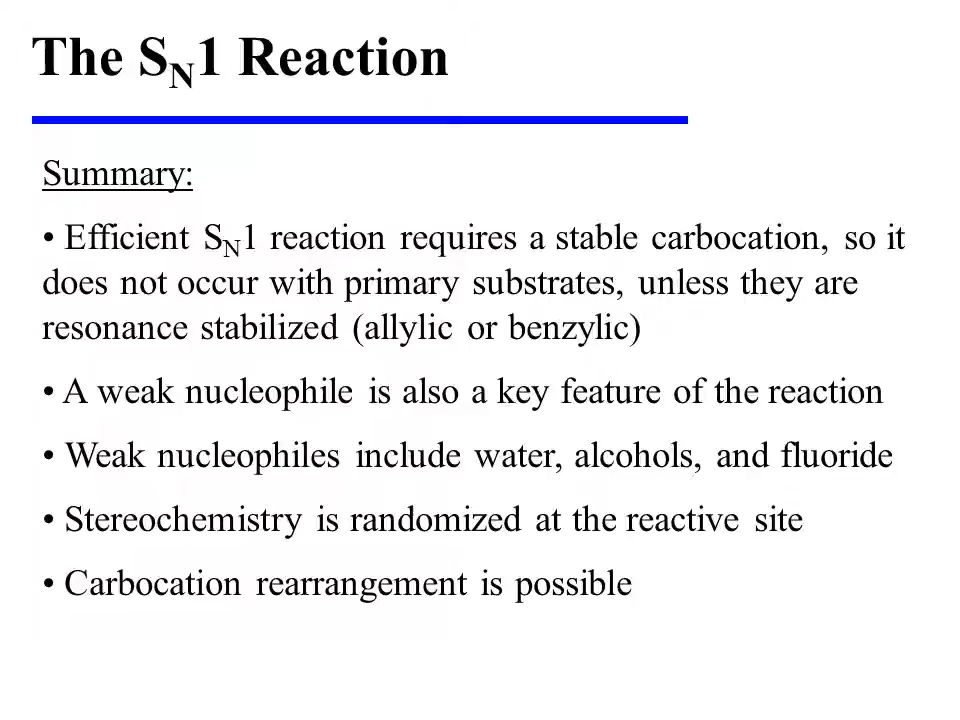 The SN1 Reaction
Summary:
• Efficient SN1 reaction requires a stable carbocation, so it
does not occur with primary substrates, unless they are
resonance stabilized (allylic or benzylic)
• A weak nucleophile is also a key feature of the reaction
• Weak nucleophiles include water, alcohols, and fluoride
• Stereochemistry is randomized at the reactive site
• Carbocation rearrangement is possible